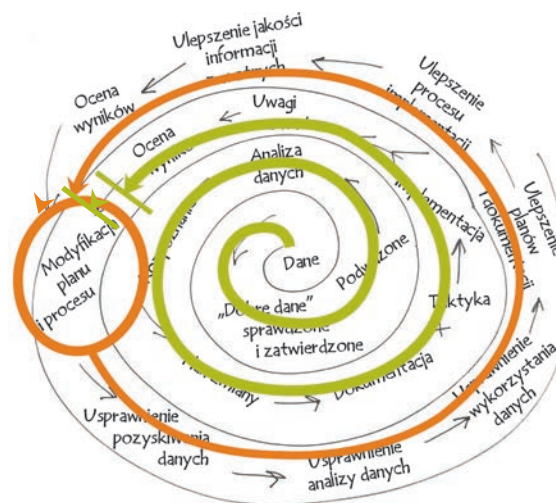 Ulepszenie jakości
informacji
Ulepszenie
procesu
implementacji
Ulepszenie
planów
i dokumentacji
Ocena
wyników
Uwagi
Ocena
Analiza
danych
Implementacja
Modyfikacja
planu
i procesu
Dane
„Dobre dane”
sprawdzone
i zatwierdzone
Taktyka
Dokumentacja
Usprawnienie
pozyskiwania
danych
Usprawnienie
analizy danych
Usprawnienie
wykorzystania
danych